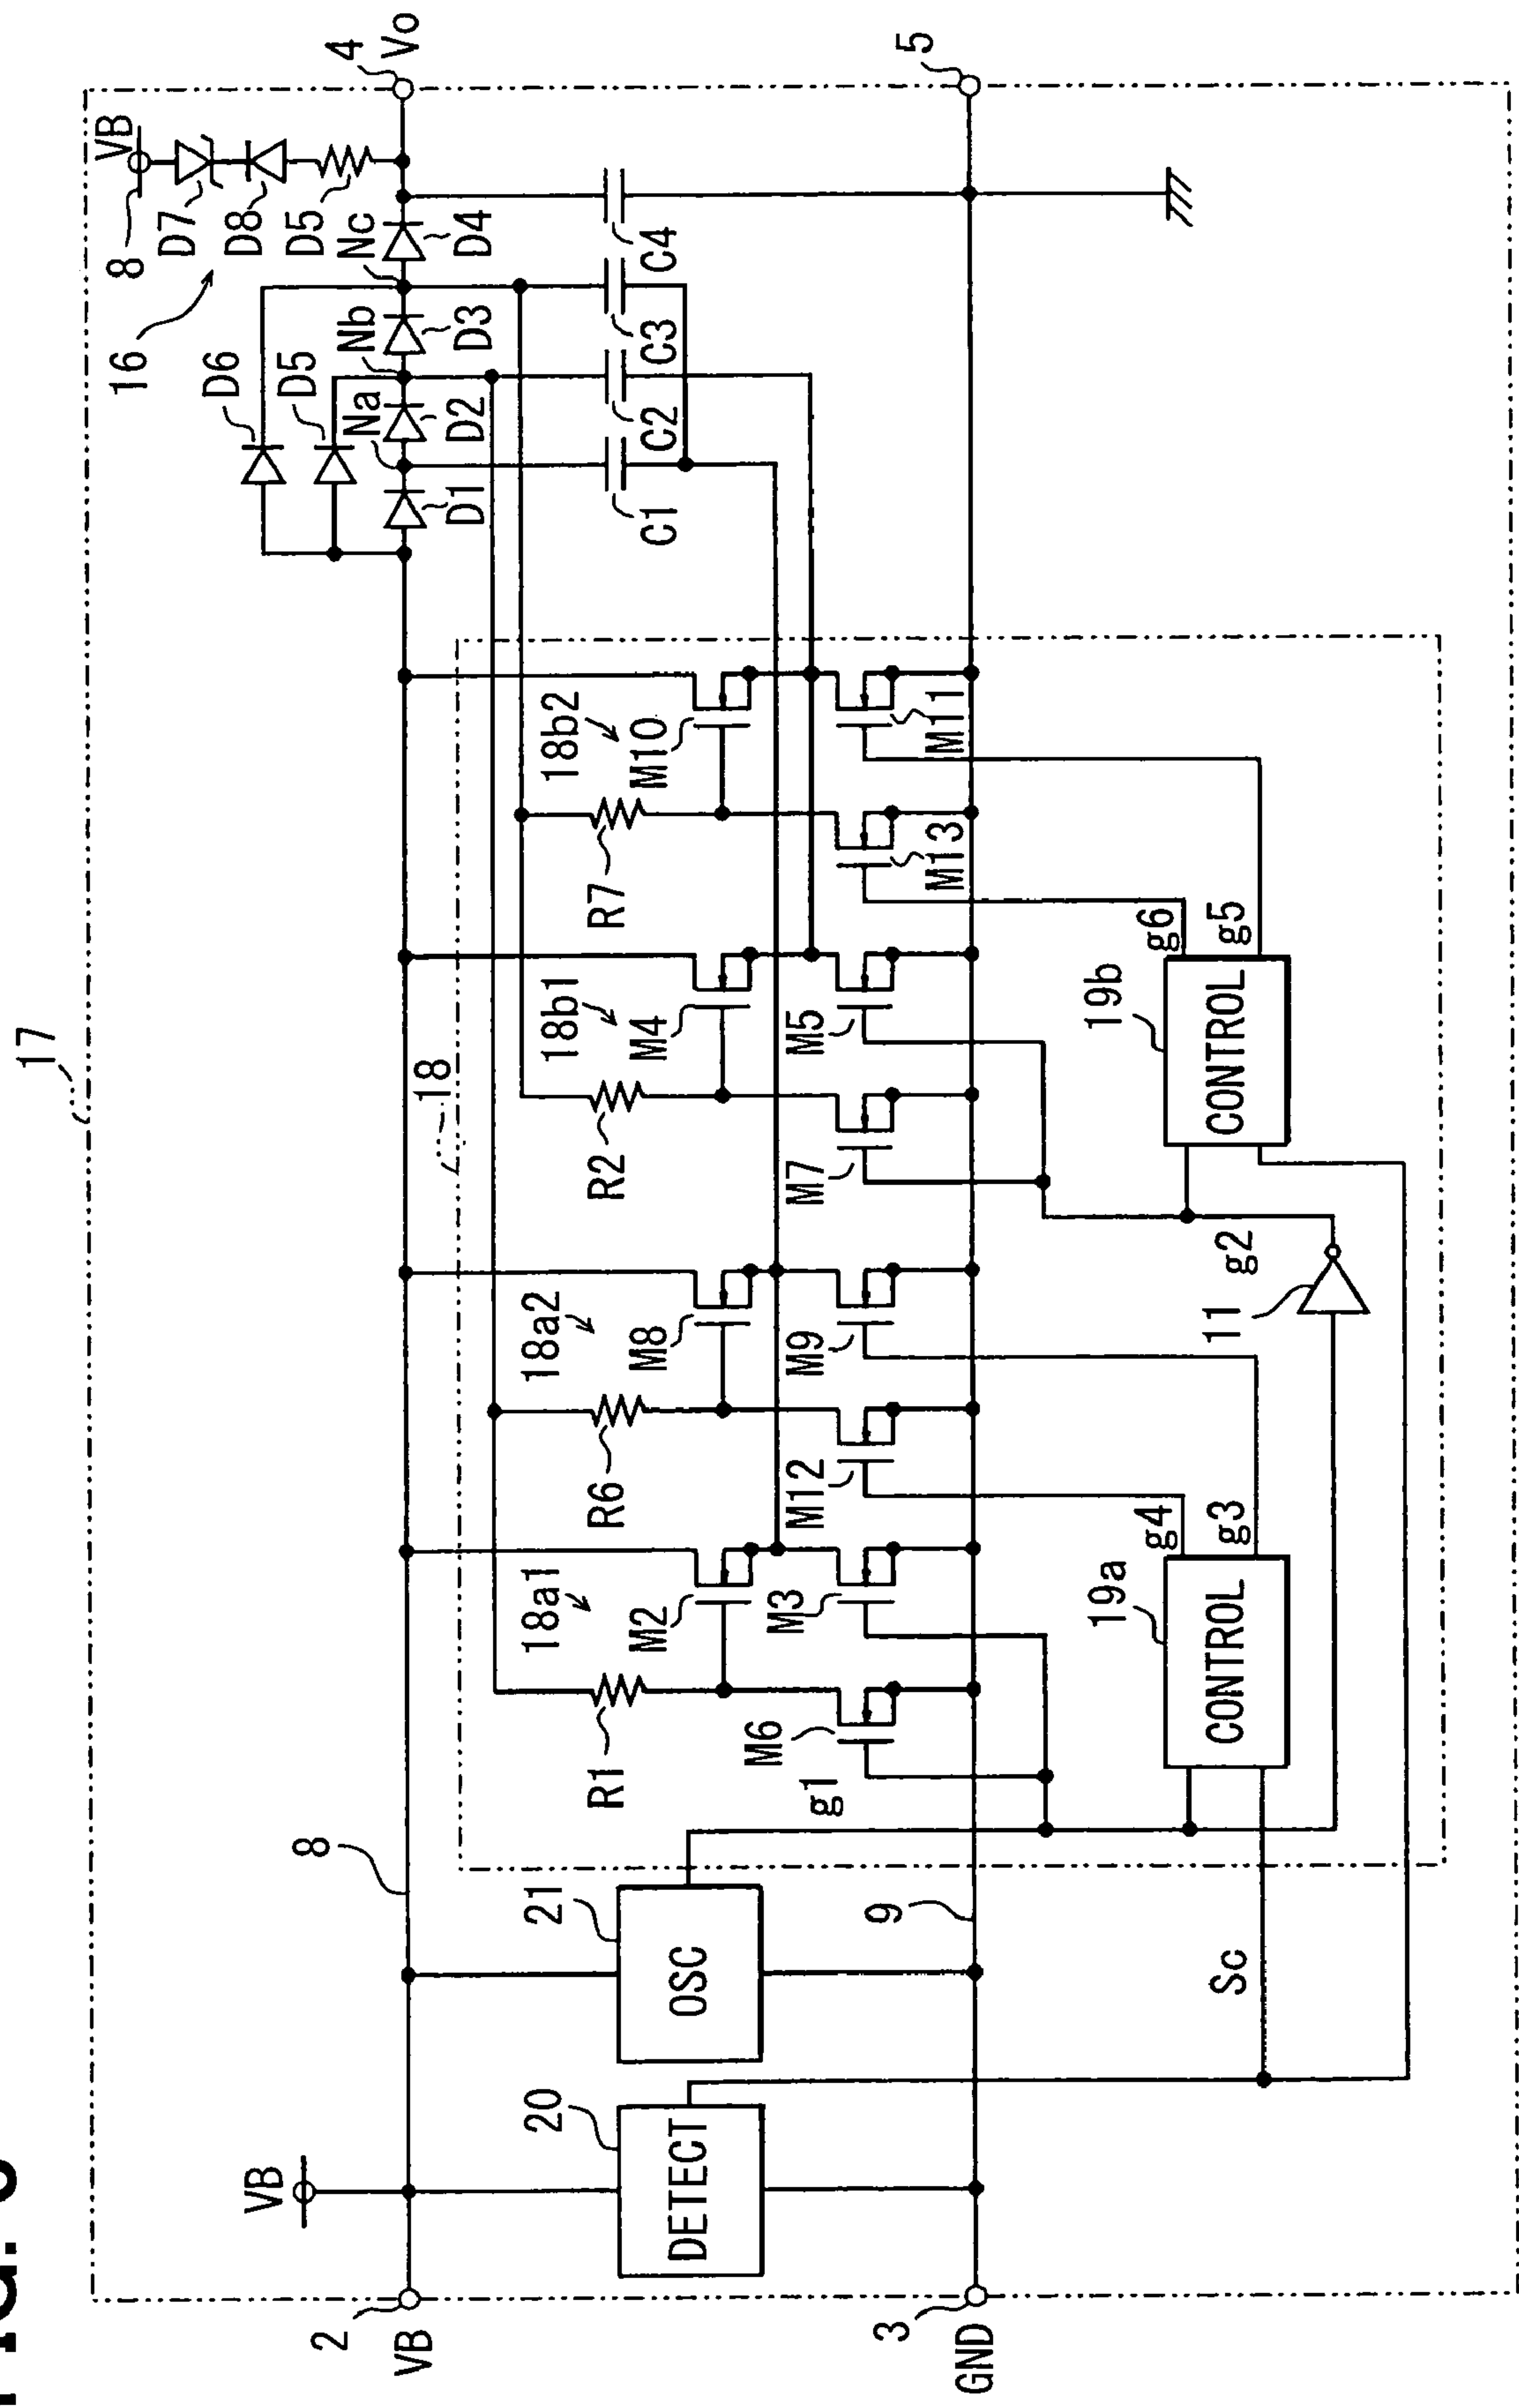 17
VB
8
D7
D8
D5
16
4
Vo
D6
D5
Na
Nb
Nc
D1
D2
D3
D4
C1
C2
C3
C4
5
VB
2
VB
8
20
DETECT
21
OSC
18
18a1
R1
M2
M6
g1
M3
18a2
R6
M8
M12
M9
18b1
R2
M4
M7
M5
18b2
R7
M10
M13
M11
9
3
GND
Sc
19a
CONTROL
g4
g3
11
g2
19b
CONTROL
g6
g5